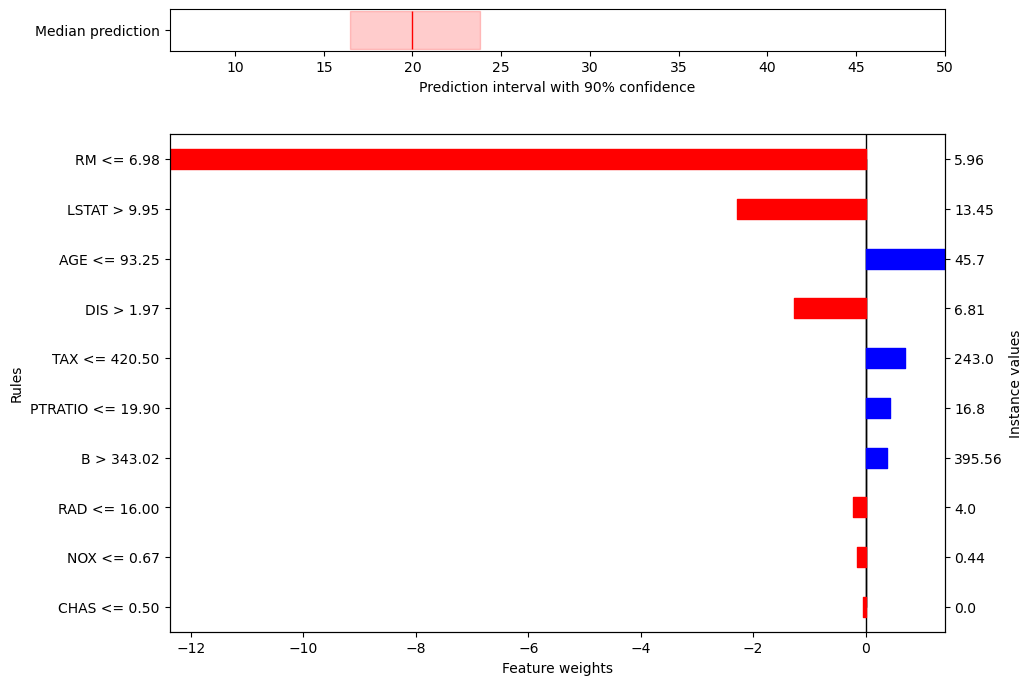 Median prediction
10 15 20 25 30 35 40 45 50
Prediction interval with 90% confidence
Rules
RM <= 6.98 5.96
LSTAT > 9.95 13.45
AGE <= 93.25 45.7
DIS > 1.97 6.81
TAX <= 420.50 243.0
PTRATIO <= 19.90 16.8
B > 343.02 395.56
RAD <= 16.00 4.0
NOX <= 0.67 0.44
CHAS <= 0.50 0.0
Instance values
−12 −10 −8 −6 −4 −2 0
Feature weights